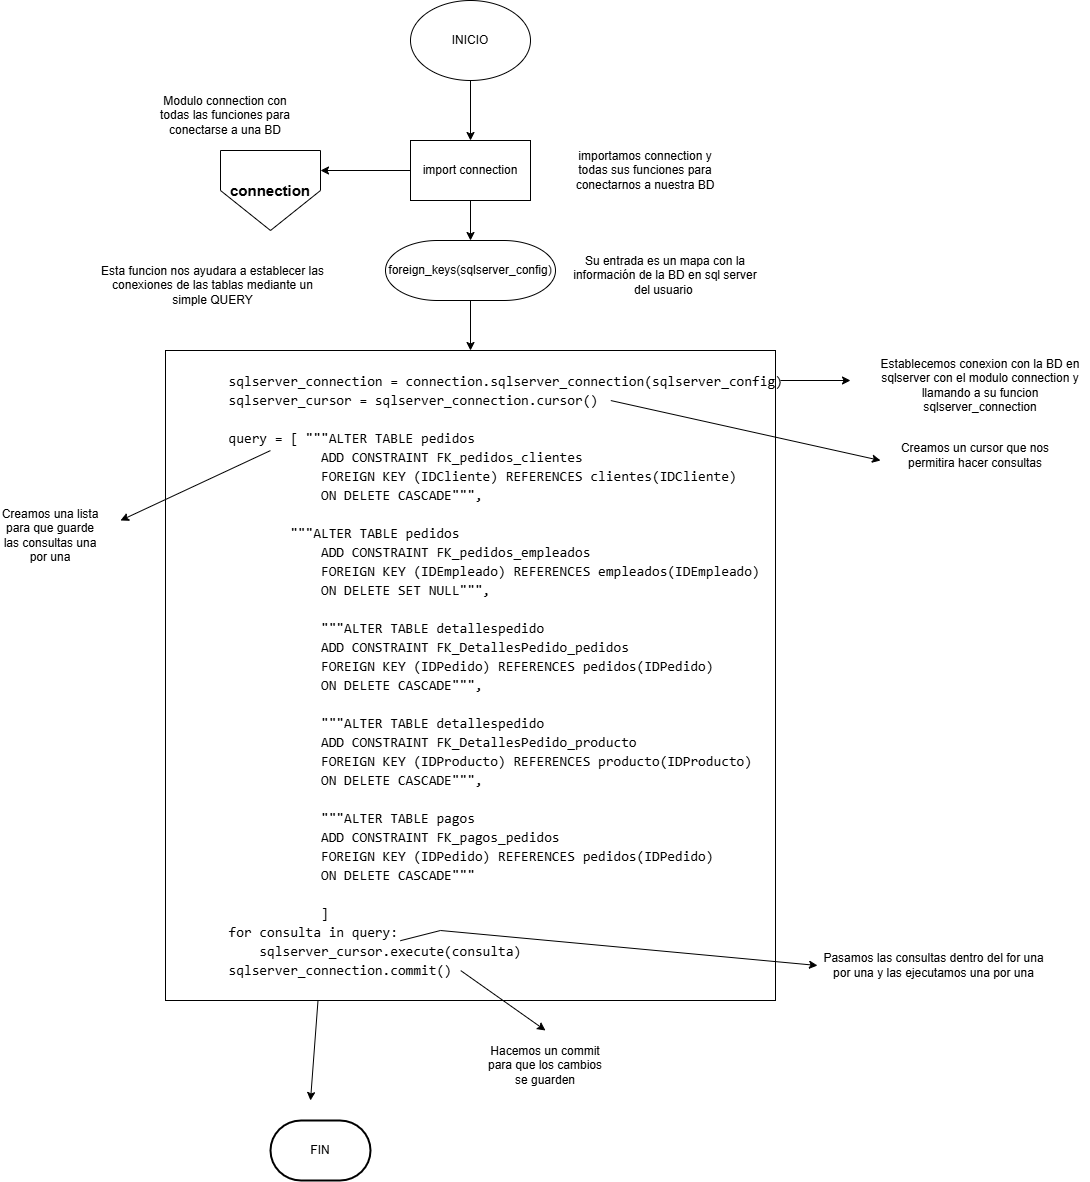 INICIO
Modulo connection con
todas las funciones para
conectarse a una BD
import connection
importamos connection y
todas sus funciones para
conectarnos a nuestra BD
connection
foreign_keys(sqlserver_config)
Su entrada es un mapa con la
información de la BD en sql server
del usuario
Esta funcion nos ayudara a establecer las
conexiones de las tablas mediante un
simple QUERY
sqlserver_connection = connection.sqlserver_connection(sqlserver_config)
sqlserver_cursor = sqlserver_connection.cursor()
Establecemos conexion con la BD en
sqlserver con el modulo connection y
llamando a su funcion
sqlserver_connection
Creamos un cursor que nos
permitira hacer consultas
query = [ """ALTER TABLE pedidos
ADD CONSTRAINT FK_pedidos_clientes
FOREIGN KEY (IDCliente) REFERENCES clientes(IDCliente)
ON DELETE CASCADE""",
Creamos una lista
para que guarde
las consultas una
por una
"""ALTER TABLE pedidos
ADD CONSTRAINT FK_pedidos_empleados
FOREIGN KEY (IDEmpleado) REFERENCES empleados(IDEmpleado)
ON DELETE SET NULL""",
"""ALTER TABLE detallespedido
ADD CONSTRAINT FK_DetallesPedido_pedidos
FOREIGN KEY (IDPedido) REFERENCES pedidos(IDPedido)
ON DELETE CASCADE""",
"""ALTER TABLE detallespedido
ADD CONSTRAINT FK_DetallesPedido_producto
FOREIGN KEY (IDProducto) REFERENCES producto(IDProducto)
ON DELETE CASCADE""",
"""ALTER TABLE pagos
ADD CONSTRAINT FK_pagos_pedidos
FOREIGN KEY (IDPedido) REFERENCES pedidos(IDPedido)
ON DELETE CASCADE"""
]
for consulta in query:
sqlserver_cursor.execute(consulta)
sqlserver_connection.commit()
Pasamos las consultas dentro del for una
por una y las ejecutamos una por una
Hacemos un commit
para que los cambios
se guarden
FIN